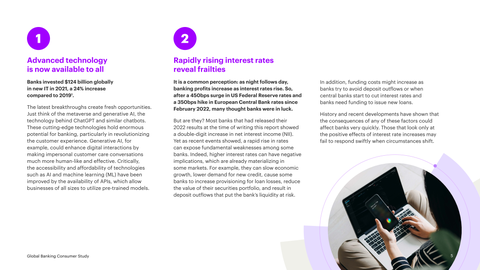 1
Advanced technology
is now available to all
Banks invested $124 billion globally
in new IT in 2021, a 24% increase
compared to 2019¹.
The latest breakthroughs create fresh opportunities.
Just think of the metaverse and generative AI, the
technology behind ChatGPT and similar chatbots.
These cutting-edge technologies hold enormous
potential for banking, particularly in revolutionizing
the customer experience. Generative AI, for
example, could enhance digital interactions by
making impersonal customer care conversations
much more human-like and effective. Critically,
the accessibility and affordability of technologies
such as AI and machine learning (ML) have been
improved by the availability of APIs, which allow
businesses of all sizes to utilize pre-trained models.
2
Rapidly rising interest rates
reveal frailties
It is a common perception: as night follows day,
banking profits increase as interest rates rise. So,
after a 450bps surge in US Federal Reserve rates and
a 350bps hike in European Central Bank rates since
February 2022, many thought banks were in luck.
But are they? Most banks that had released their
2022 results at the time of writing this report showed
a double-digit increase in net interest income (NII).
Yet as recent events showed, a rapid rise in rates
can expose fundamental weaknesses among some
banks. Indeed, higher interest rates can have negative
implications, which are already materializing in
some markets. For example, they can slow economic
growth, lower demand for new credit, cause some
banks to increase provisioning for loan losses, reduce
the value of their securities portfolio, and result in
deposit outflows that put the bank's liquidity at risk.
In addition, funding costs might increase as
banks try to avoid deposit outflows or when
central banks start to cut interest rates and
banks need funding to issue new loans.
History and recent developments have shown that
the consequences of any of these factors could
affect banks very quickly. Those that look only at
the positive effects of interest rate increases may
fail to respond swiftly when circumstances shift.
Global Banking Consumer Study